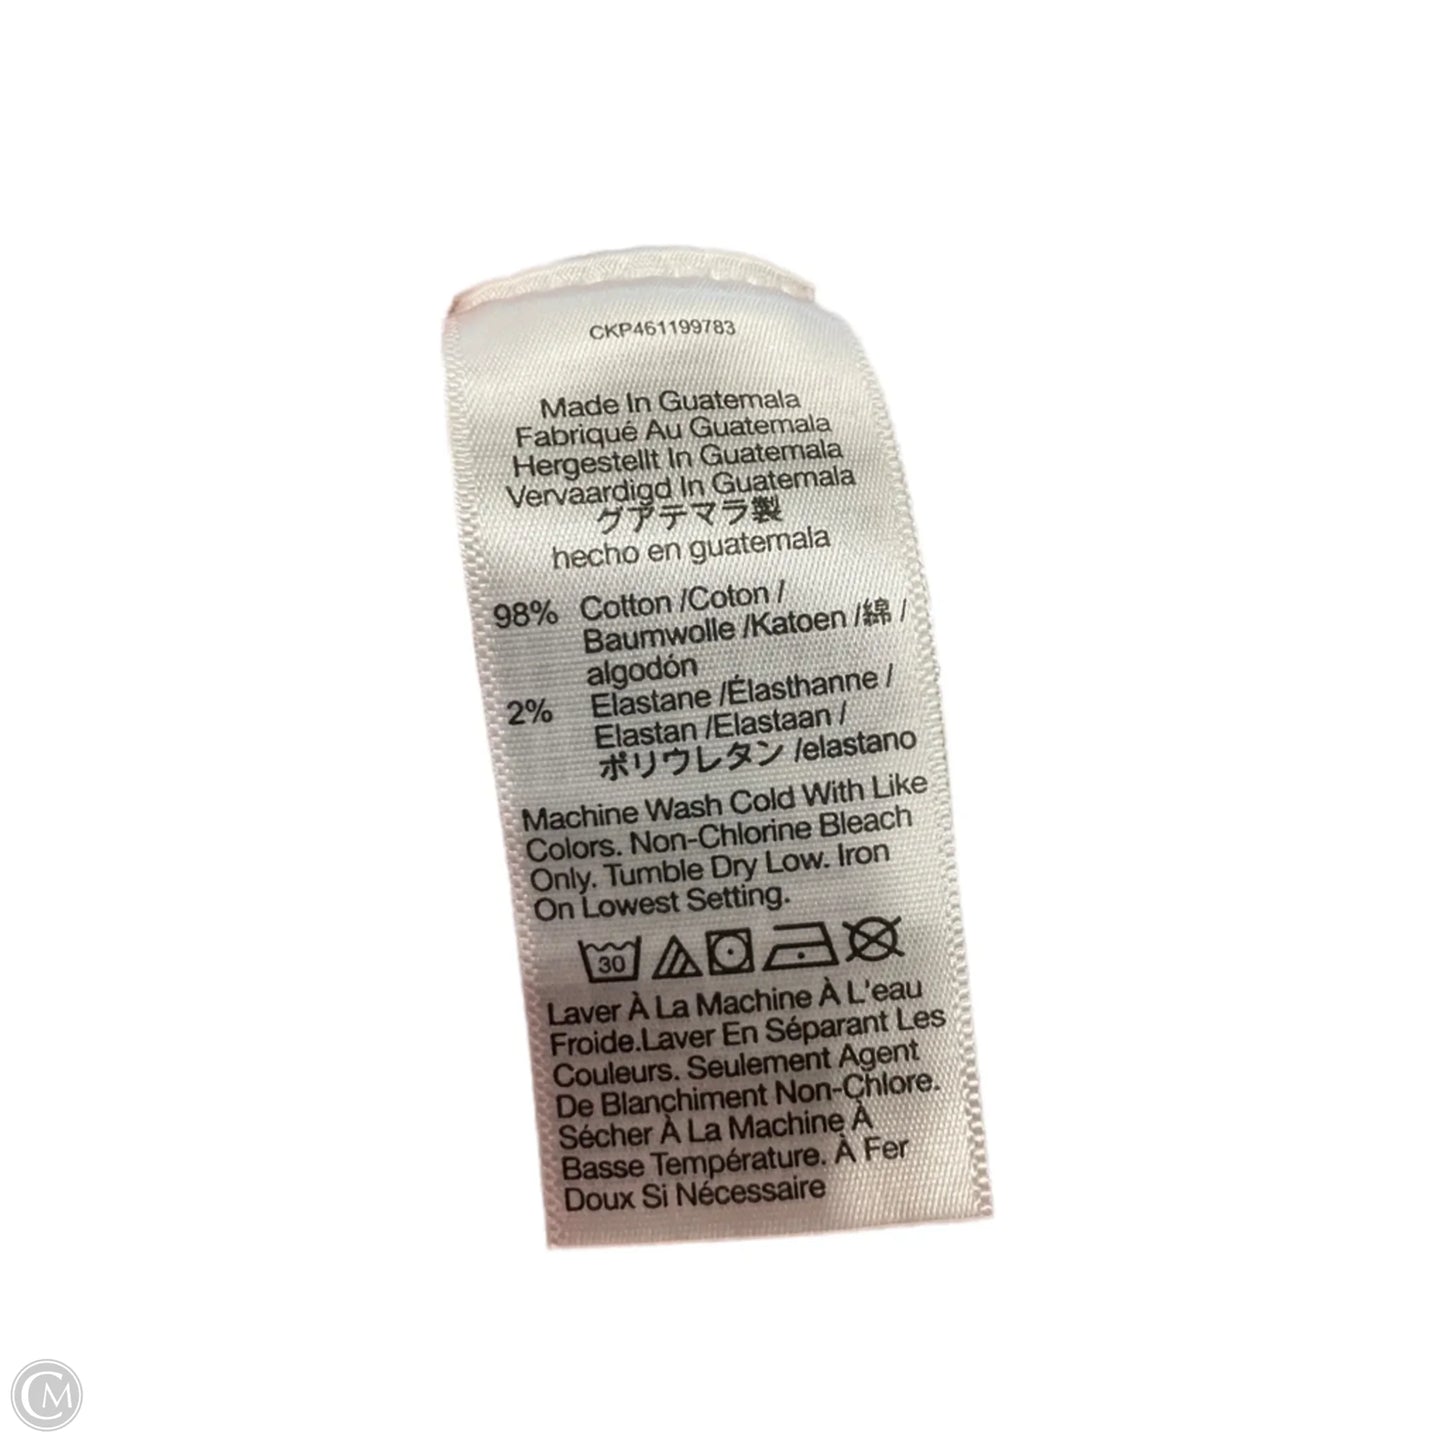 CKP461199783
Made In Guatemala
Fabriqué Au Guatemala
Hergestellt In Guatemala
Vervaardigd In Guatemala
グアテマラ製
hecho en guatemala
98% Cotton /Coton /
Baumwolle /Katoen /綿 /
algodón
2% Elastane /Élasthanne /
Elastan /Elastaan /
ポリウレタン /elastano
Machine Wash Cold With Like
Colors. Non-Chlorine Bleach
Only. Tumble Dry Low. Iron
On Lowest Setting.
30
Laver À La Machine À L'eau
Froide.Laver En Séparant Les
Couleurs. Seulement Agent
De Blanchiment Non-Chlore.
Sécher À La Machine À
Basse Température. À Fer
Doux Si Nécessaire
CM